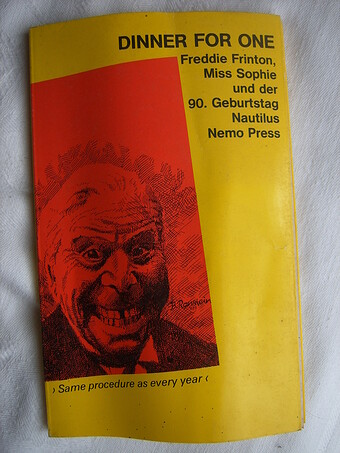 DINNER FOR ONE
Freddie Frinton,
Miss Sophie
und der
90. Geburtstag
Nautilus
Nemo Press
› Same procedure as every year ‹